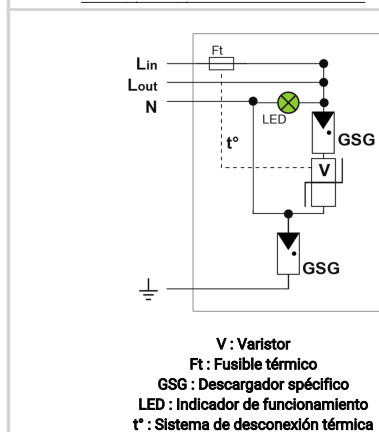 Ft
Lin
Lout
N
LED
GSG
t°
V
GSG
V : Varistor
Ft : Fusible térmico
GSG : Descargador spécifico
LED : Indicador de funcionamiento
t° : Sistema de desconexión térmica